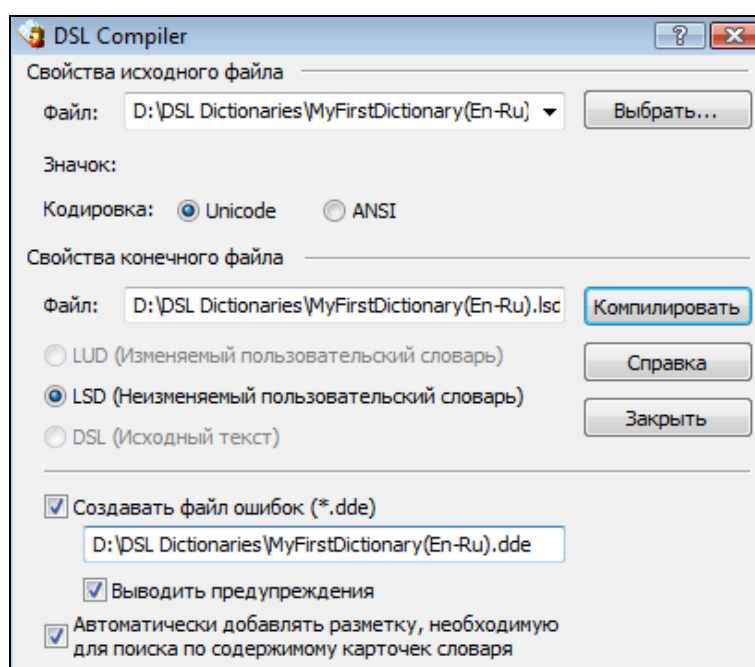 DSL Compiler
Свойства исходного файла
Файл: D:\DSL Dictionaries\MyFirstDictionary(En-Ru) Выбрать...
Значок:
Кодировка: Unicode ANSI
Свойства конечного файла
Файл: D:\DSL Dictionaries\MyFirstDictionary(En-Ru).lsd Компилировать
LUD (Изменяемый пользовательский словарь) Справка
LSD (Неизменяемый пользовательский словарь)
DSL (Исходный текст) Закрыть
Создавать файл ошибок (*.dde)
D:\DSL Dictionaries\MyFirstDictionary(En-Ru).dde
Выводить предупреждения
Автоматически добавлять разметку, необходимую
для поиска по содержимому карточек словаря